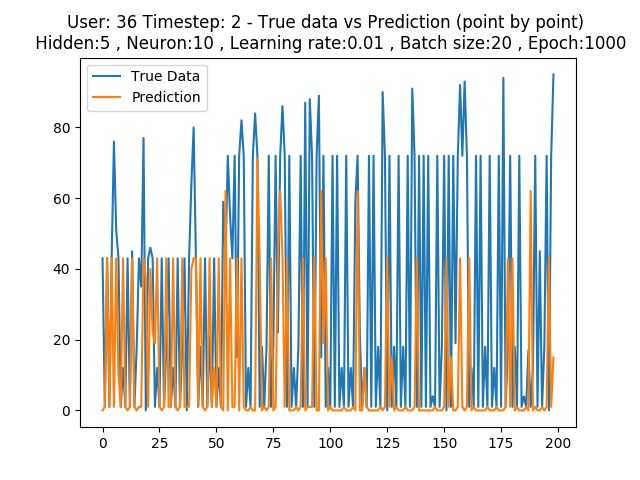 User: 36 Timestep: 2 - True data vs Prediction (point by point)
Hidden:5 , Neuron:10 , Learning rate:0.01 , Batch size:20 , Epoch:1000
True Data
Prediction
80
60
40
20
0
0 25 50 75 100 125 150 175 200